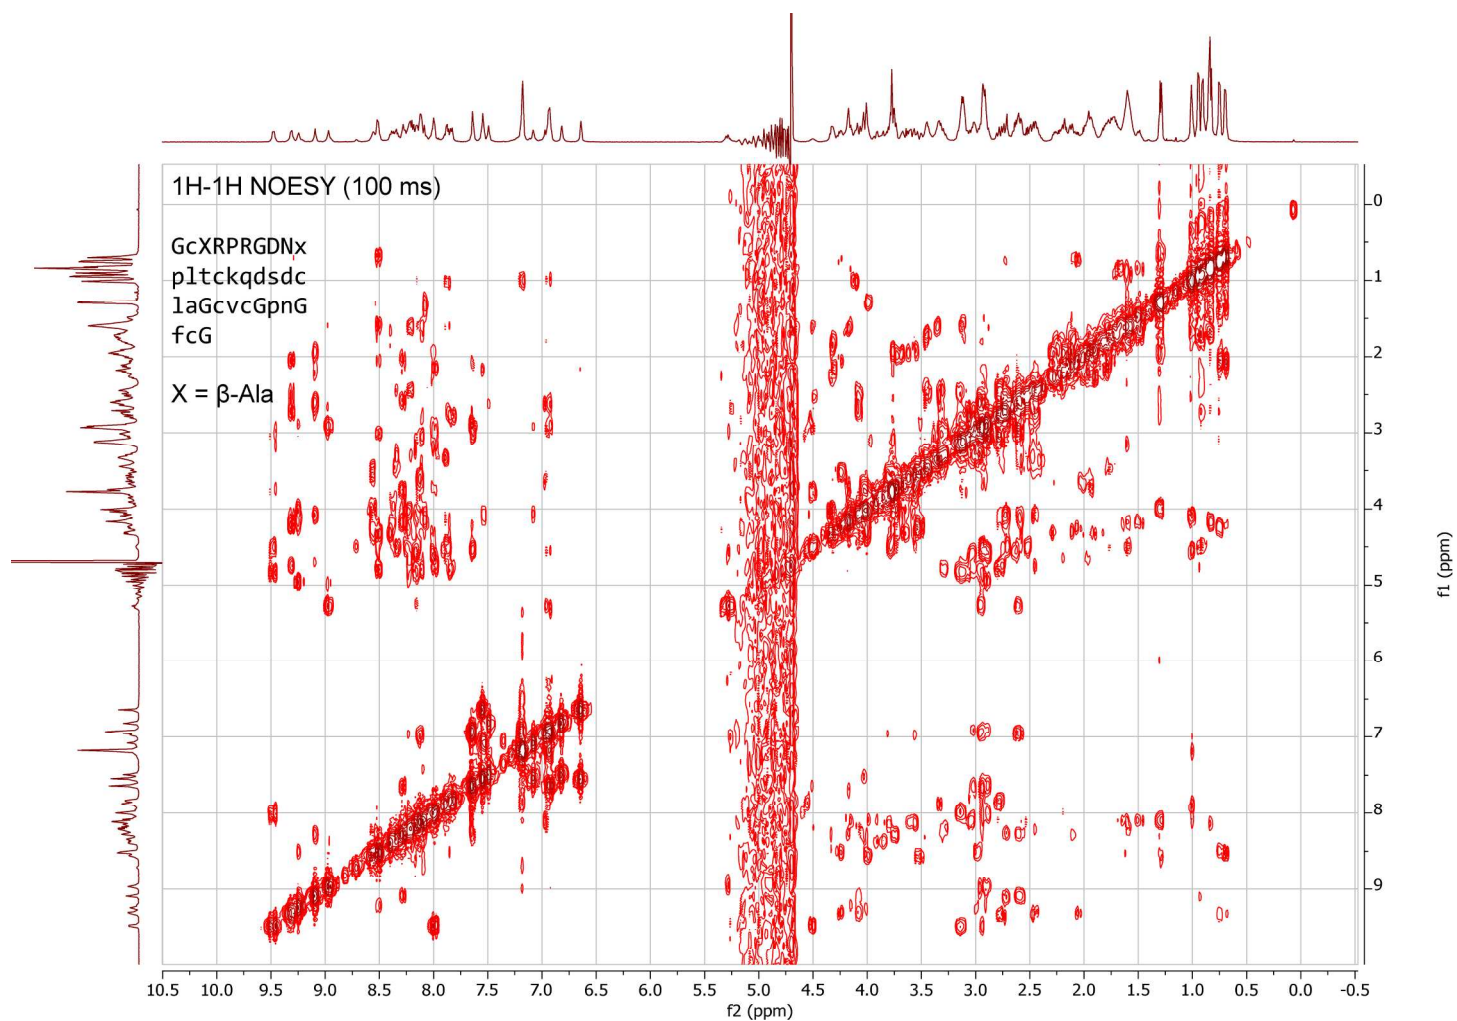 1H-1H NOESY (100 ms)
GcXRPRGDNx
pltckqdsdc
laGcvcGpnG
fcG
X = β-Ala
0
1
2
3
4
5
6
7
8
9
f1 (ppm)
10.5 10.0 9.5 9.0 8.5 8.0 7.5 7.0 6.5 6.0 5.5 5.0 4.5 4.0 3.5 3.0 2.5 2.0 1.5 1.0 0.5 0.0 -0.5
f2 (ppm)